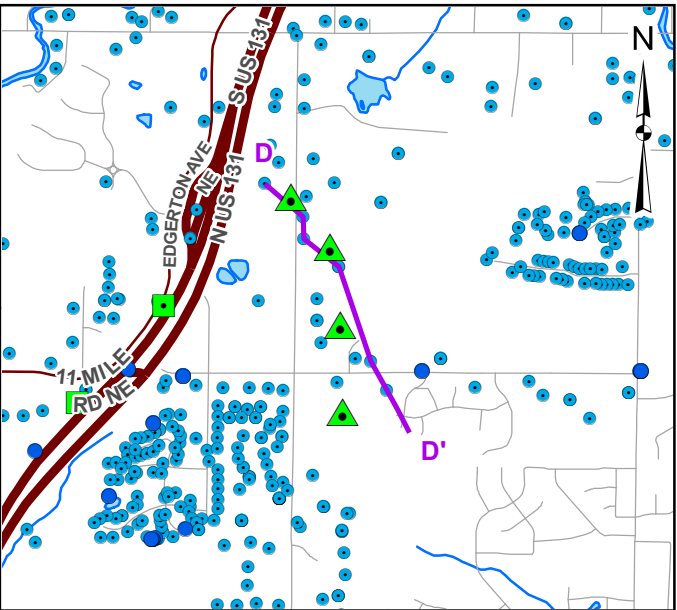 N
S US 131
D
EDGERTON AVE
NE
N US 131
11 MILE
RD NE
D'